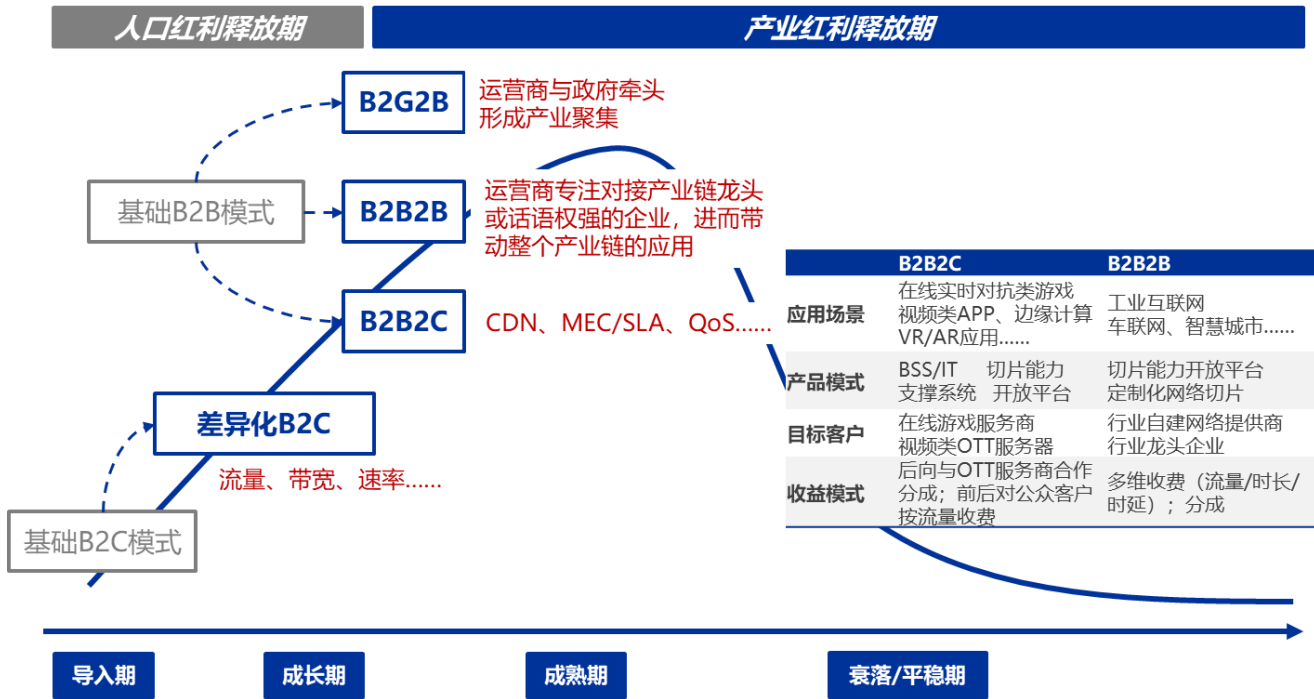 人口红利释放期
产业红利释放期
B2G2B
运营商与政府牵头
形成产业聚集
基础B2B模式
B2B2B
运营商专注对接产业链龙头
或话语权强的企业，进而带
动整个产业链的应用
B2B2C
CDN、MEC/SLA、QoS......
差异化B2C
流量、带宽、速率......
基础B2C模式
B2B2C B2B2B
应用场景
在线实时对抗类游戏
视频类APP、边缘计算
VR/AR应用......
工业互联网
车联网、智慧城市......
产品模式
BSS/IT 切片能力
支撑系统 开放平台
切片能力开放平台
定制化网络切片
目标客户
在线游戏服务商
视频类OTT服务器
行业自建网络提供商
行业龙头企业
收益模式
后向与OTT服务商合作
分成；前后对公众客户
按流量收费
多维收费（流量/时长/
时延）；分成
导入期
成长期
成熟期
衰落/平稳期